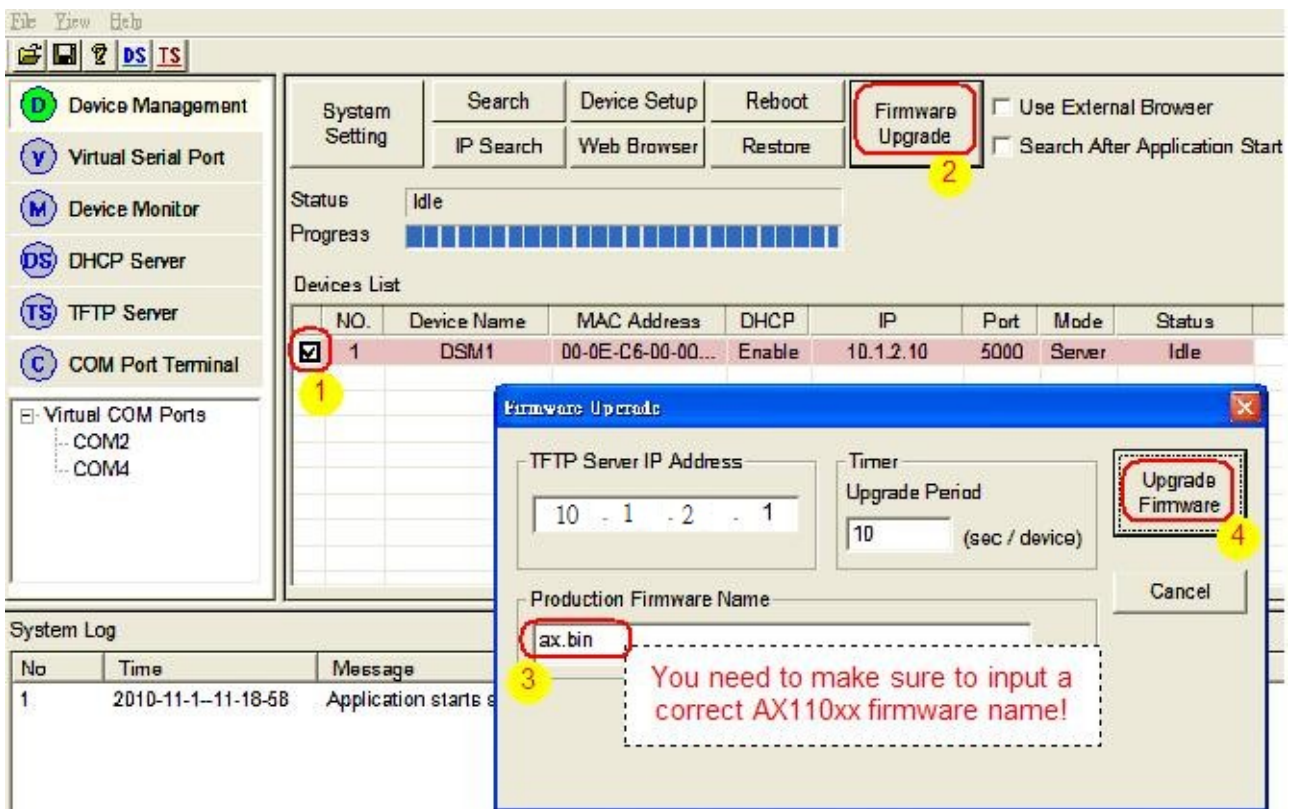 File View Help
DS TS
D Device Management
V Virtual Serial Port
M Device Monitor
DS DHCP Server
TS TFTP Server
C COM Port Terminal
Virtual COM Ports
COM2
COM4
System Setting
Search Device Setup Reboot
IP Search Web Browser Restore
Firmware Upgrade
2
Use External Browser
Search After Application Start
Status Idle
Progress
Devices List
NO. Device Name MAC Address DHCP IP Port Mode Status
1 DSM1 00-0E-C6-00-00... Enable 10.1.2.10 5000 Server Idle
1
Firmware Upgrade
TFTP Server IP Address
10 . 1 . 2 . 1
Timer
Upgrade Period
10 (sec / device)
Upgrade Firmware
4
Cancel
Production Firmware Name
ax.bin
3
You need to make sure to input a
correct AX110xx firmware name!
System Log
No Time Message
1 2010-11-1--11-18-58 Application starts s